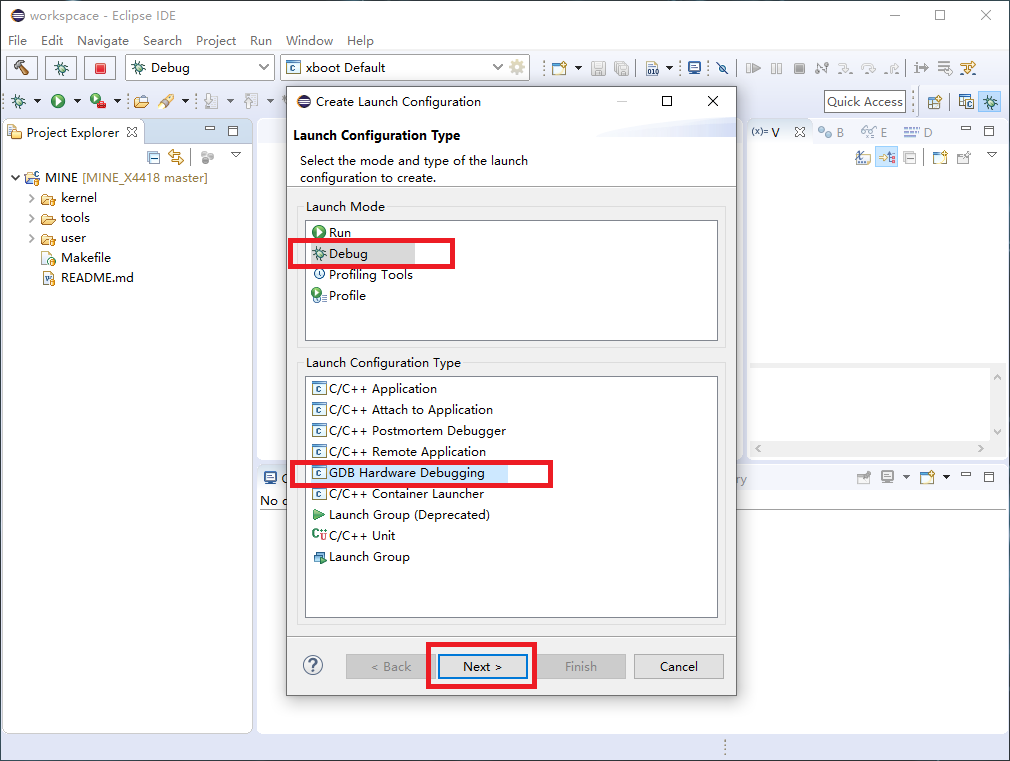 workspcace - Eclipse IDE
File Edit Navigate Search Project Run Window Help
Debug
xboot Default
010
Quick Access
Project Explorer
MINE [MINE_X4418 master]
kernel
tools
user
Makefile
README.md
Create Launch Configuration
Launch Configuration Type
Select the mode and type of the launch
configuration to create.
Launch Mode
Run
Debug
Profiling Tools
Profile
Launch Configuration Type
C/C++ Application
C/C++ Attach to Application
C/C++ Postmortem Debugger
C/C++ Remote Application
GDB Hardware Debugging
C/C++ Container Launcher
Launch Group (Deprecated)
C/C++ Unit
Launch Group
< Back
Next >
Finish
Cancel
(x)= V
B
E
D
No c